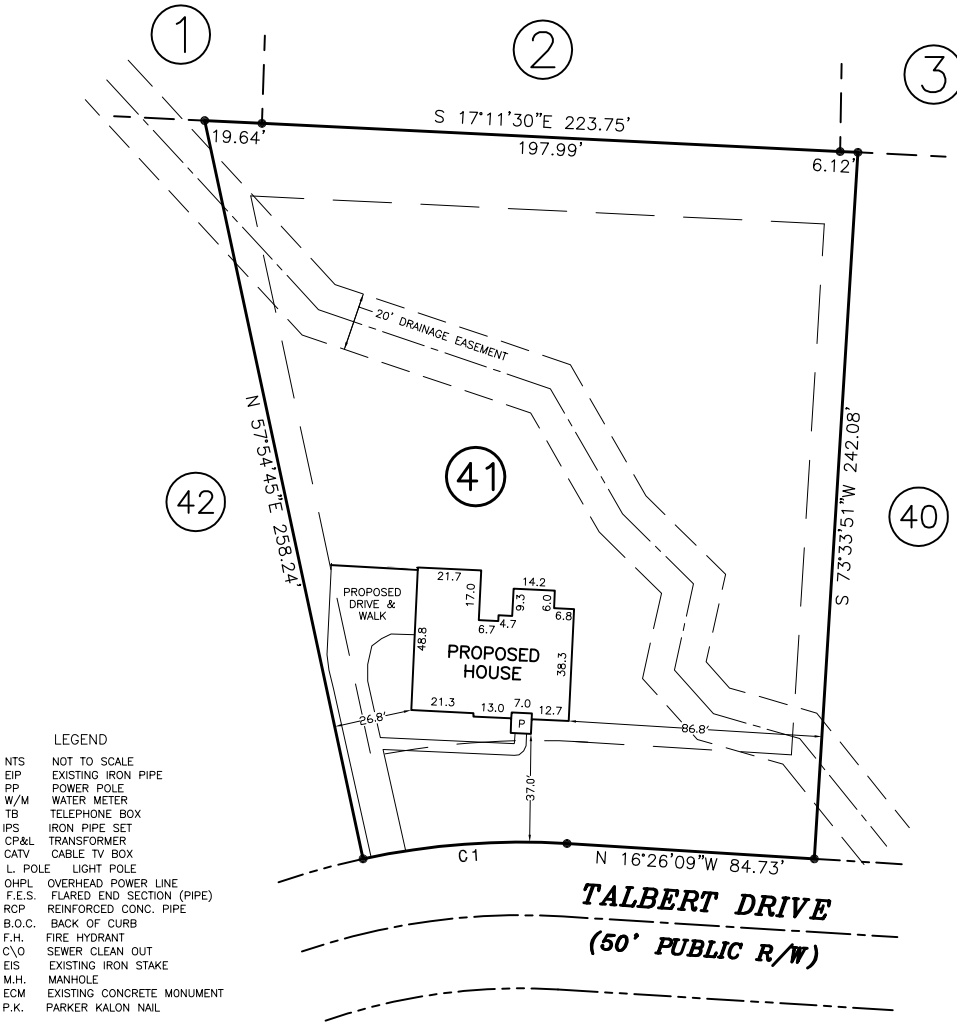 1
2
3
S 17°11'30"E 223.75'
19.64'
197.99'
6.12'
20' DRAINAGE EASEMENT
N 57°54'45"E 258.24'
S 73°33'51"W 242.08'
41
42
40
PROPOSED
DRIVE &
WALK
21.7
17.0
14.2
9.3
6.0
6.7
4.7
6.8
48.8
PROPOSED
HOUSE
38.3
21.3
13.0
7.0
12.7
P
26.8'
86.8'
37.0'
C1
N 16°26'09"W 84.73'
TALBERT DRIVE
(50' PUBLIC R/W)
LEGEND
NTS NOT TO SCALE
EIP EXISTING IRON PIPE
PP POWER POLE
W/M WATER METER
TB TELEPHONE BOX
IPS IRON PIPE SET
CP&L TRANSFORMER
CATV CABLE TV BOX
L. POLE LIGHT POLE
OHPL OVERHEAD POWER LINE
F.E.S. FLARED END SECTION (PIPE)
RCP REINFORCED CONC. PIPE
B.O.C. BACK OF CURB
F.H. FIRE HYDRANT
C\O SEWER CLEAN OUT
EIS EXISTING IRON STAKE
M.H. MANHOLE
ECM EXISTING CONCRETE MONUMENT
P.K. PARKER KALON NAIL